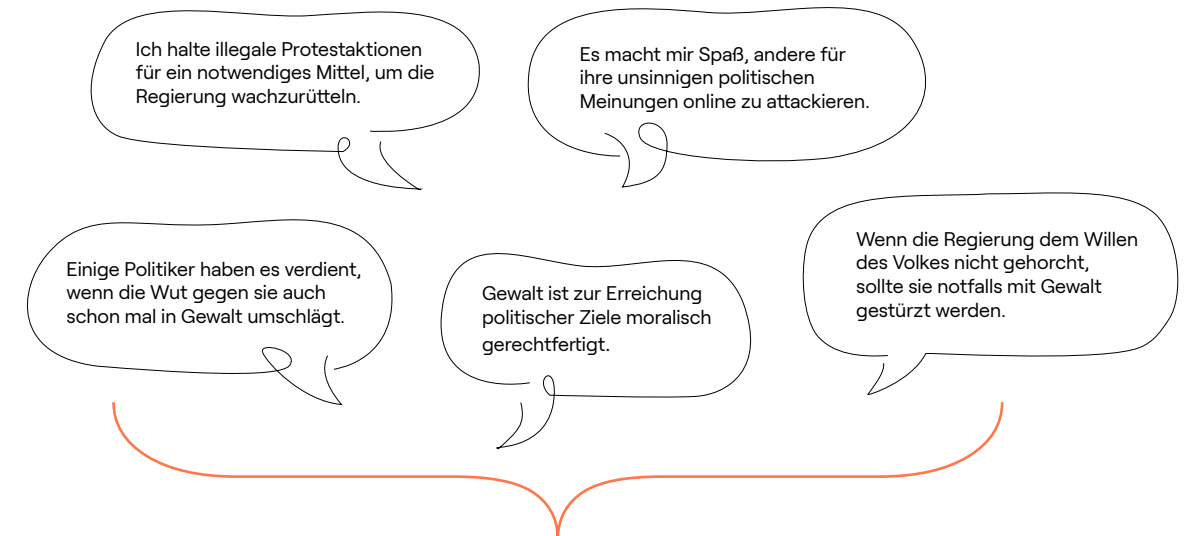 Ich halte illegale Protestaktionen
für ein notwendiges Mittel, um die
Regierung wachzurütteln.
Es macht mir Spaß, andere für
ihre unsinnigen politischen
Meinungen online zu attackieren.
Einige Politiker haben es verdient,
wenn die Wut gegen sie auch
schon mal in Gewalt umschlägt.
Gewalt ist zur Erreichung
politischer Ziele moralisch
gerechtfertigt.
Wenn die Regierung dem Willen
des Volkes nicht gehorcht,
sollte sie notfalls mit Gewalt
gestürzt werden.